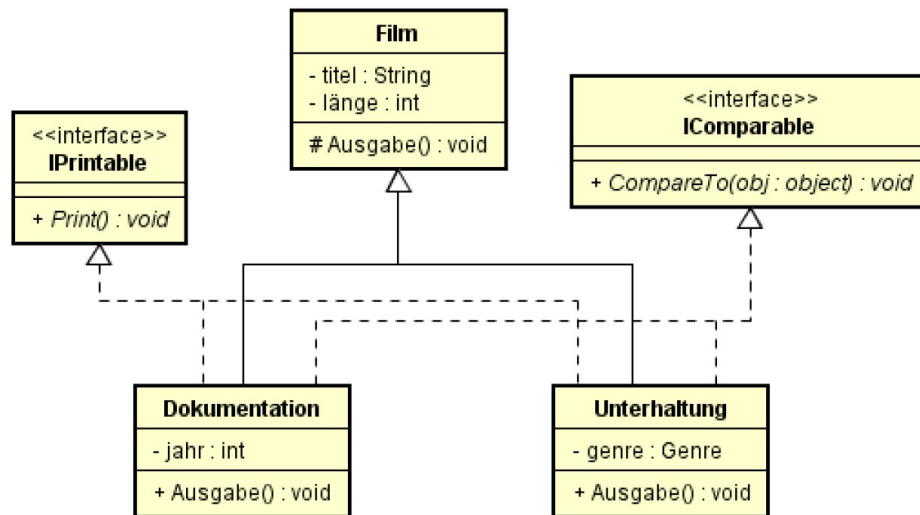 Film
- titel : String
- länge : int
# Ausgabe() : void
<<interface>>
IPrintable
+ Print() : void
<<interface>>
IComparable
+ CompareTo(obj : object) : void
Dokumentation
- jahr : int
+ Ausgabe() : void
Unterhaltung
- genre : Genre
+ Ausgabe() : void